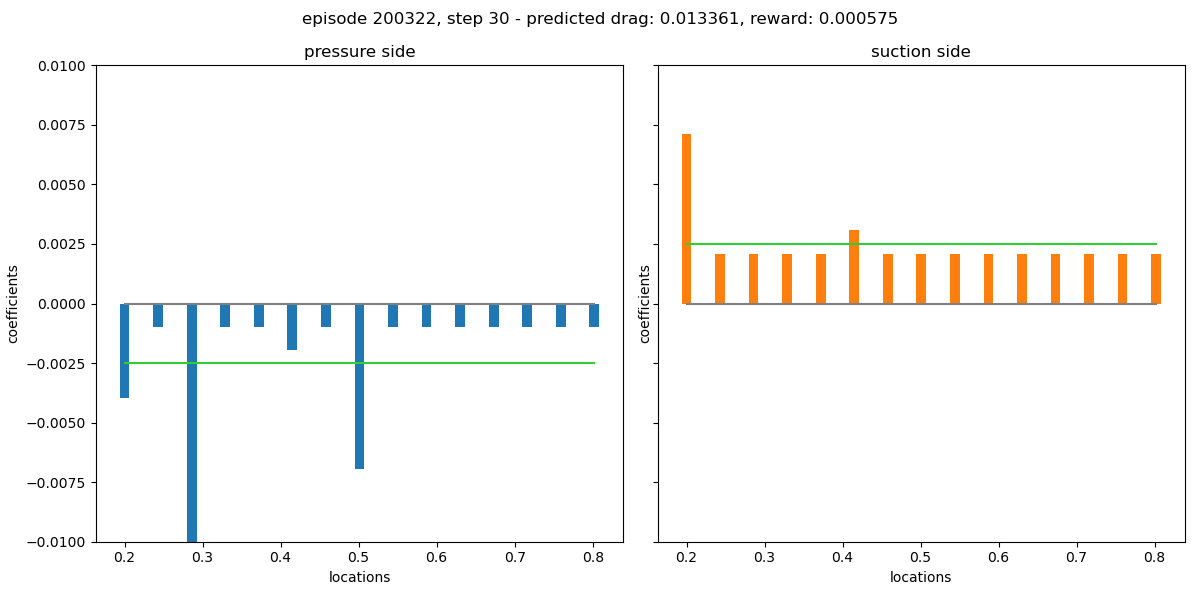 episode 200322, step 30 - predicted drag: 0.013361, reward: 0.000575
pressure side
0.0100
0.0075
0.0050
0.0025
0.0000
−0.0025
−0.0050
−0.0075
−0.0100
coefficients
0.2 0.3 0.4 0.5 0.6 0.7 0.8
locations
suction side
coefficients
0.2 0.3 0.4 0.5 0.6 0.7 0.8
locations